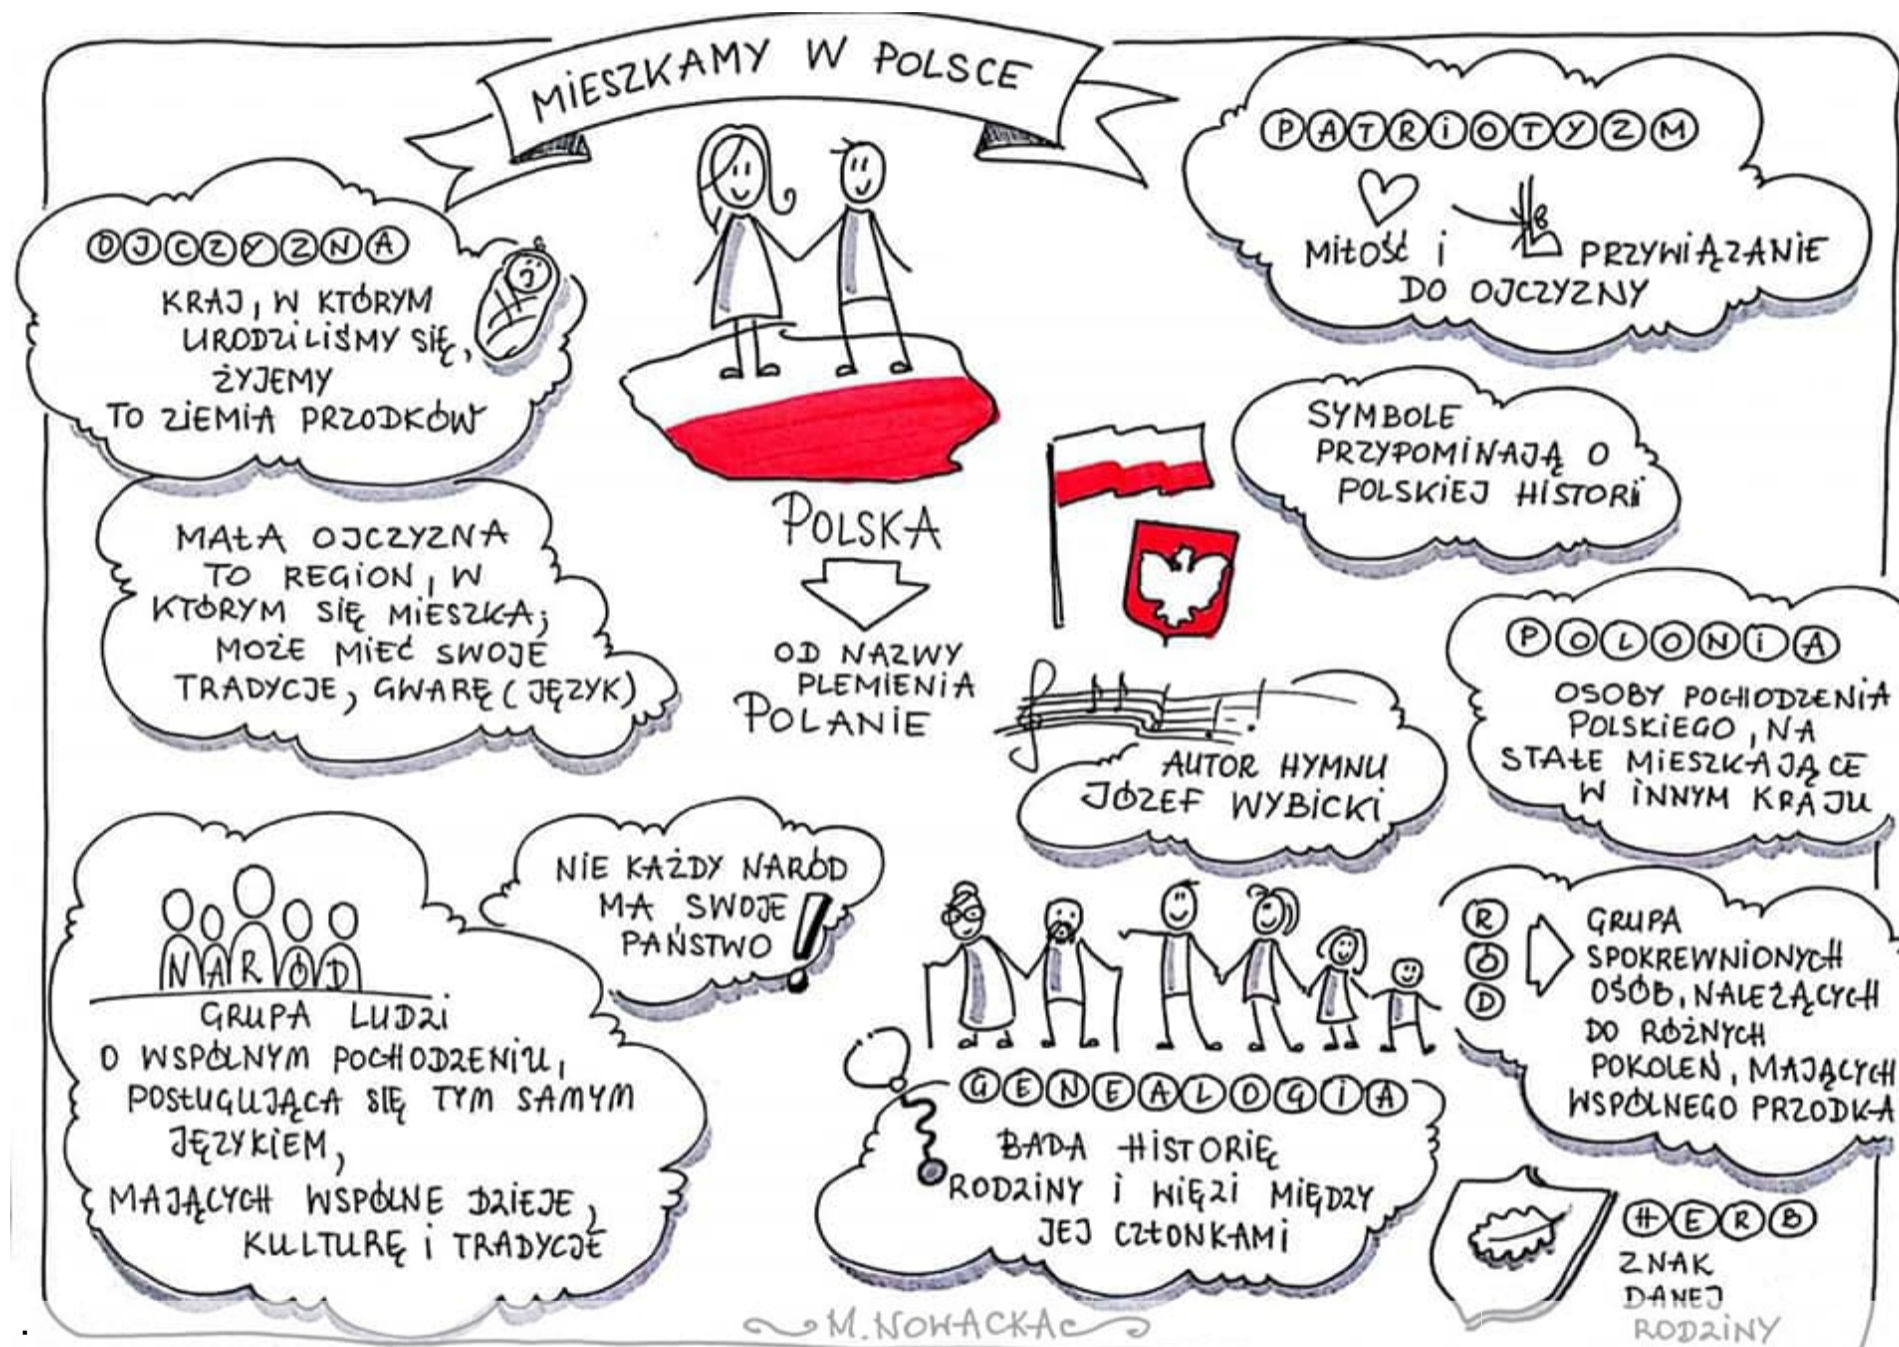 MIESZKAMY W POLSCE
OJCZYZNA
KRAJ, W KTÓRYM
URODZILIŚMY SIĘ,
ŻYJEMY
TO ZIEMIA PRZODKÓW
MAŁA OJCZYZNA
TO REGION, W
KTÓRYM SIĘ MIESZKA;
MOŻE MIEĆ SWOJE
TRADYCJE, GWARĘ (JĘZYK)
POLSKA
OD NAZWY
PLEMIENIA
POLANIE
PATRIOTYZM
MIŁOŚĆ I PRZYWIĄZANIE
DO OJCZYZNY
SYMBOLE
PRZYPOMINAJĄ O
POLSKIEJ HISTORII
AUTOR HYMNU
JÓZEF WYBICKI
POLONIA
OSOBY POCHODZENIA
POLSKIEGO, NA
STAŁE MIESZKAJĄCE
W INNYM KRAJU
NARÓD
GRUPA LUDZI
O WSPÓLNYM POCHODZENIU,
POSŁUGUJĄCA SIĘ TYM SAMYM
JĘZYKIEM,
MAJĄCYCH WSPÓLNE DZIEJE,
KULTURĘ I TRADYCJE
NIE KAŻDY NARÓD
MA SWOJE
PAŃSTWO!
GENEALOGIA
BADA HISTORIĘ
RODZINY I WIĘZI MIĘDZY
JEJ CZŁONKAMI
RÓD
GRUPA
SPOKREWNIONYCH
OSÓB, NALEŻĄCYCH
DO RÓŻNYCH
POKOLEŃ, MAJĄCYCH
WSPÓLNEGO PRZODKA
HERB
ZNAK
DANEJ
RODZINY
M. NOWACKA